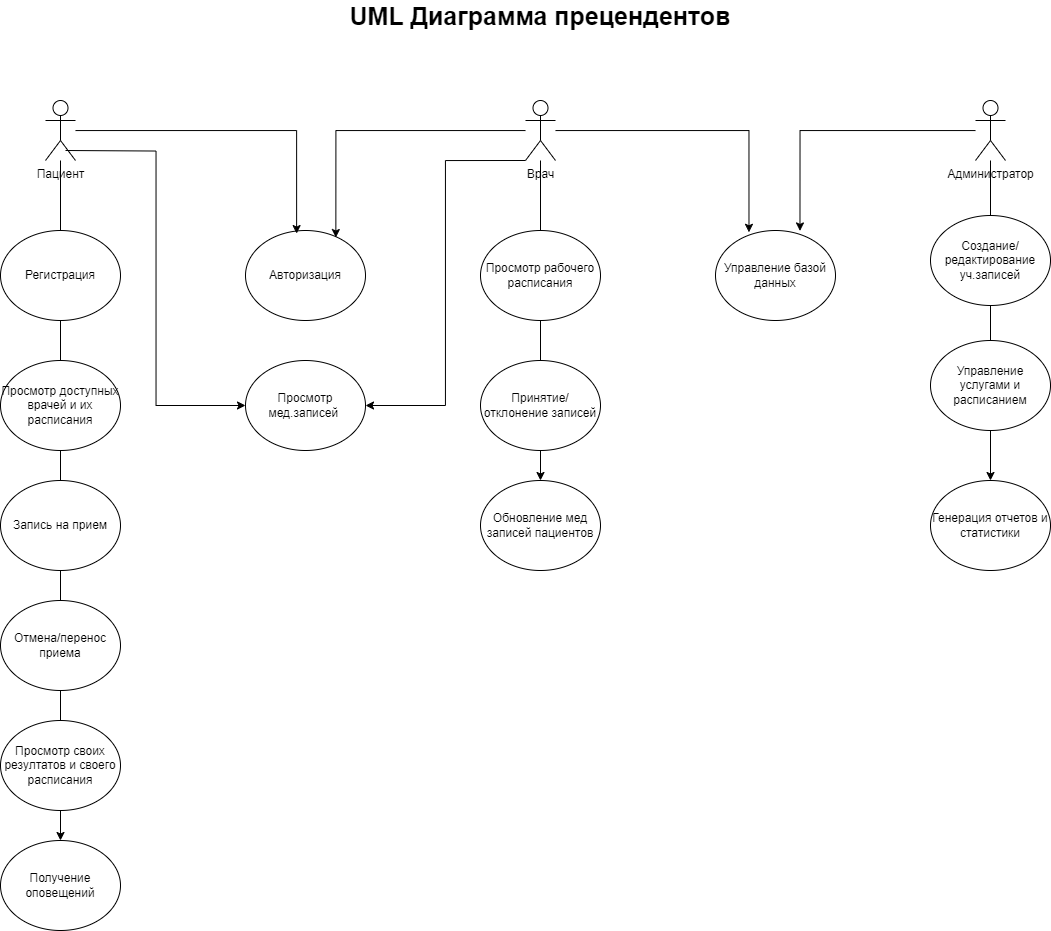 UML Диаграмма прецендентов
Пациент
Врач
Администратор
Регистрация
Авторизация
Просмотр рабочего
расписания
Управление базой
данных
Создание/
редактирование
уч.записей
Просмотр доступных
врачей и их
расписания
Просмотр
мед.записей
Принятие/
отклонение записей
Управление
услугами и
расписанием
Запись на прием
Обновление мед
записей пациентов
Генерация отчетов и
статистики
Отмена/перенос
приема
Просмотр своих
резултатов и своего
расписания
Получение
оповещений